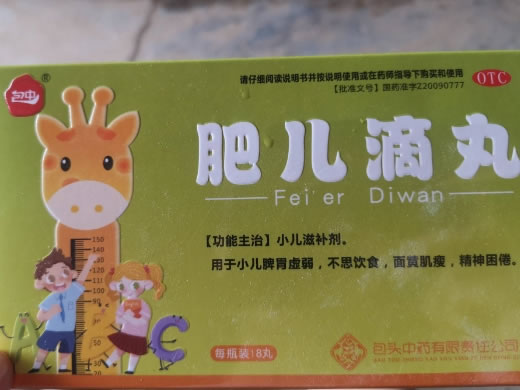 包中®
请仔细阅读说明书并按说明使用或在药师指导下购买和使用
【批准文号】国药准字Z20090777
OTC
肥儿滴丸
Fei'er Diwan
【功能主治】小儿滋补剂。
用于小儿脾胃虚弱，不思饮食，面黄肌瘦，精神困倦。
150
140
130
100
90
A
C
每瓶装18丸
包头中药有限责任公司